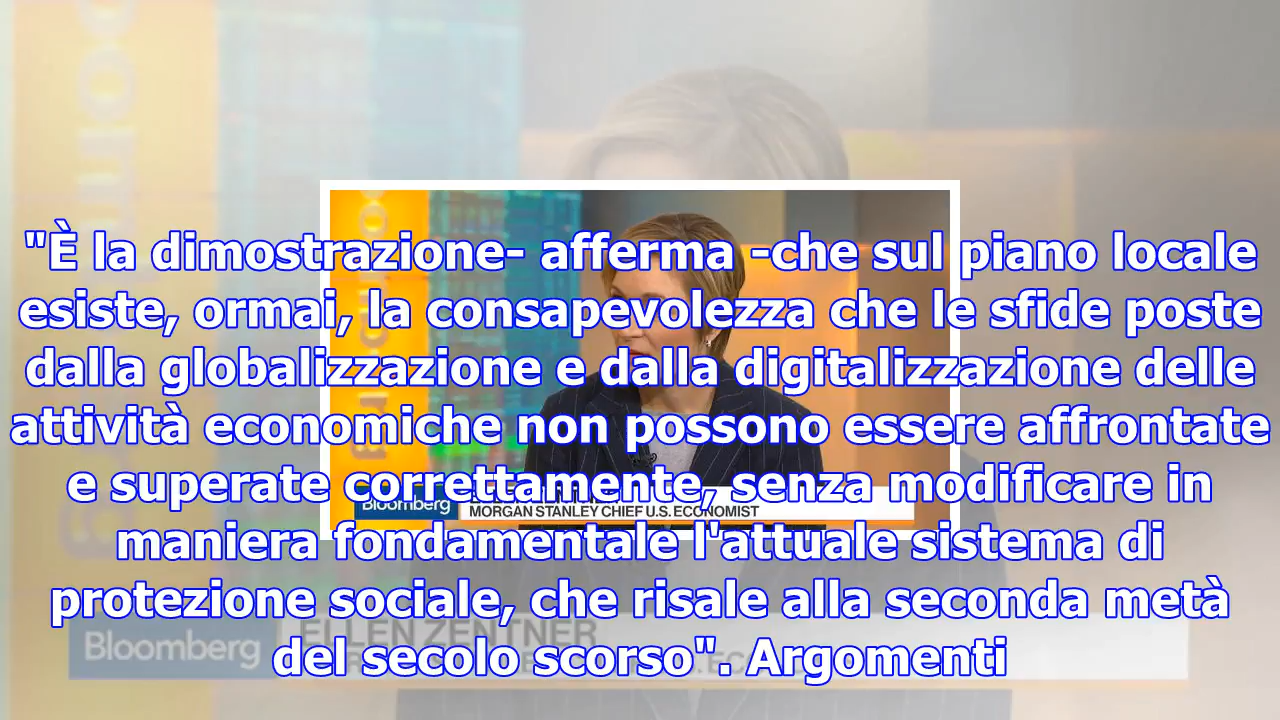 "È la dimostrazione- afferma -che sul piano locale
esiste, ormai, la consapevolezza che le sfide poste
dalla globalizzazione e dalla digitalizzazione delle
attività economiche non possono essere affrontate
e superate correttamente, senza modificare in
maniera fondamentale l'attuale sistema di
protezione sociale, che risale alla seconda metà
del secolo scorso". Argomenti
Bloomberg
MORGAN STANLEY CHIEF U.S. ECONOMIST
Bloomberg
ELLEN ZENTNER